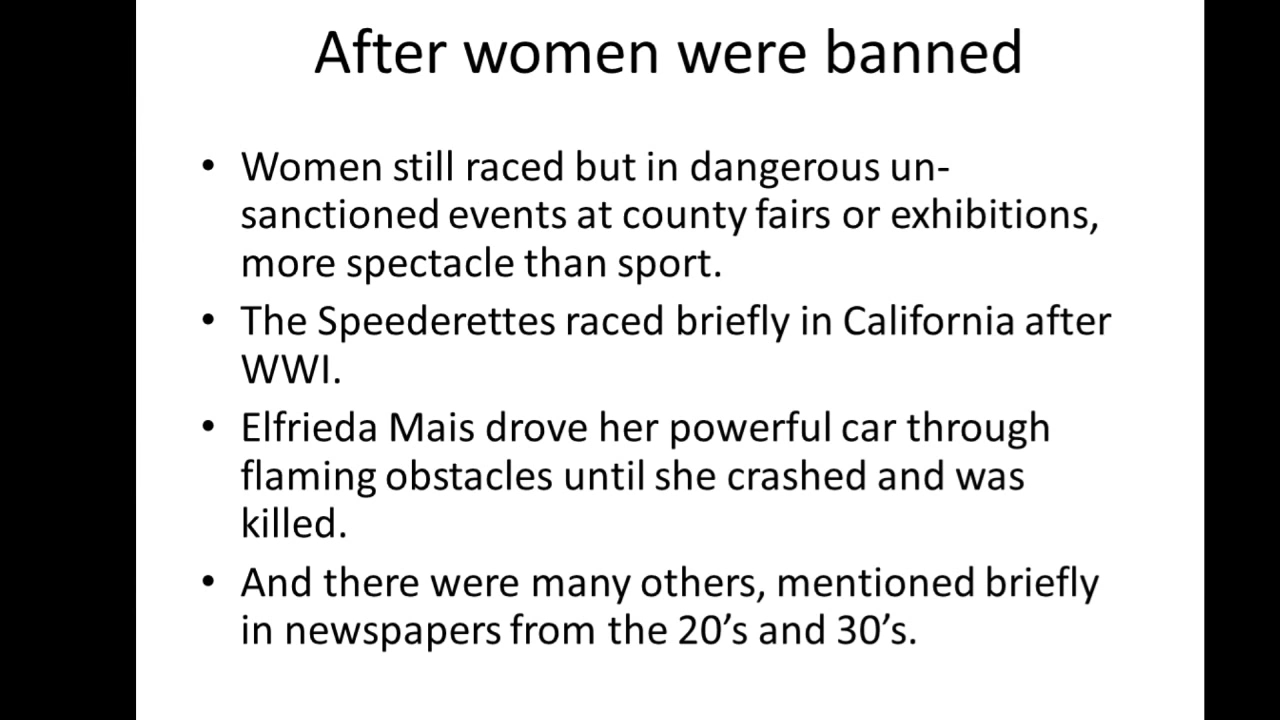 After women were banned
• Women still raced but in dangerous un-
sanctioned events at county fairs or exhibitions,
more spectacle than sport.
• The Speederettes raced briefly in California after
WWI.
• Elfrieda Mais drove her powerful car through
flaming obstacles until she crashed and was
killed.
• And there were many others, mentioned briefly
in newspapers from the 20’s and 30’s.